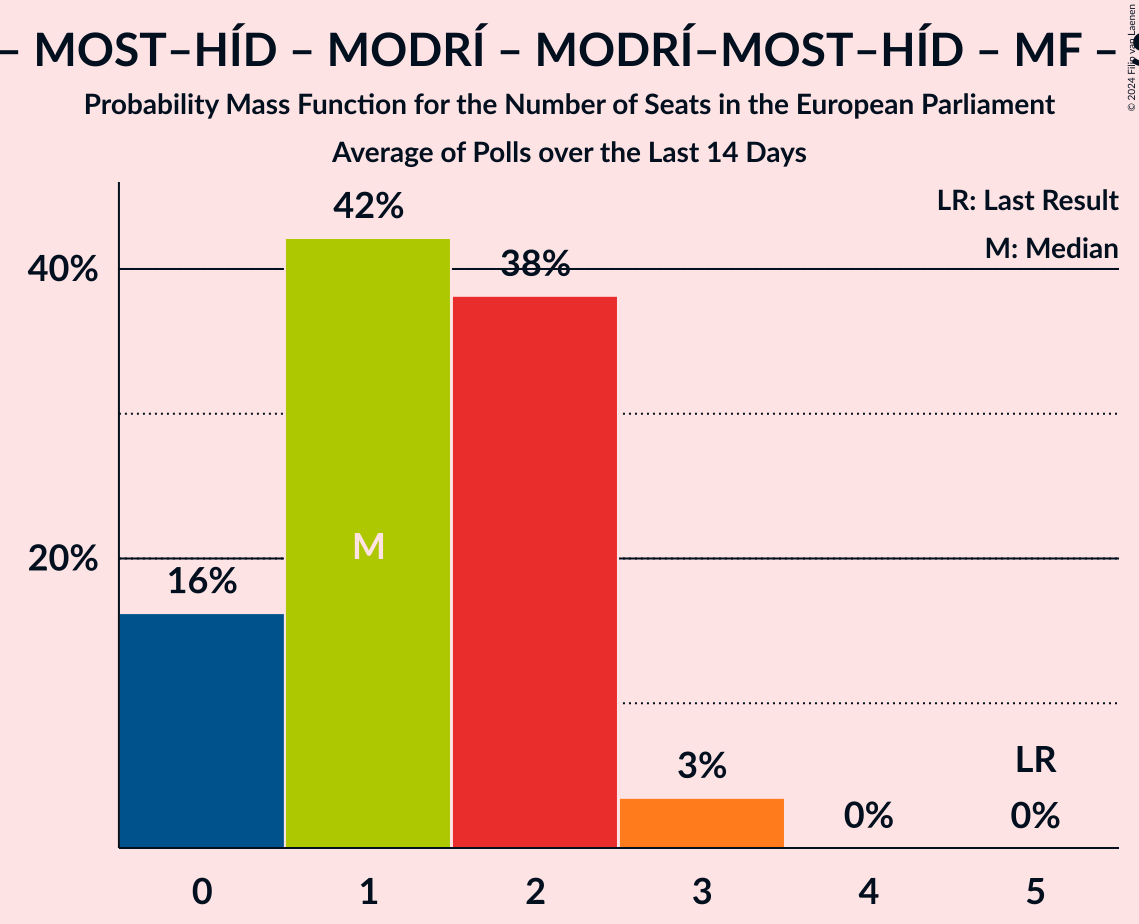 – MOST–HÍD – MODRÍ – MODRÍ–MOST–HÍD – MF –
Probability Mass Function for the Number of Seats in the European Parliament
Average of Polls over the Last 14 Days
© 2024 Filip van Laenen
LR: Last Result
M: Median
40%
20%
42%
38%
16%
M
3%
0%
LR
0%
0 1 2 3 4 5